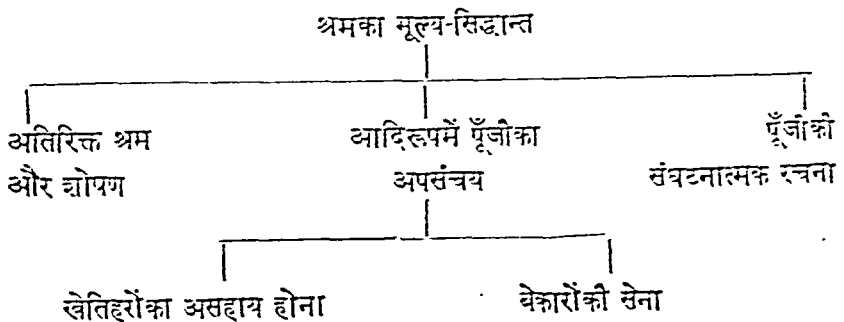 श्रमका मूल्य-सिद्धान्त
अतिरिक्त श्रम आदिरूपमें पूँजीका पूँजीकी
और शोषण अपसंचय संघटनात्मक रचना
खेतिहरोंका असहाय होना बेकारोंकी सेना